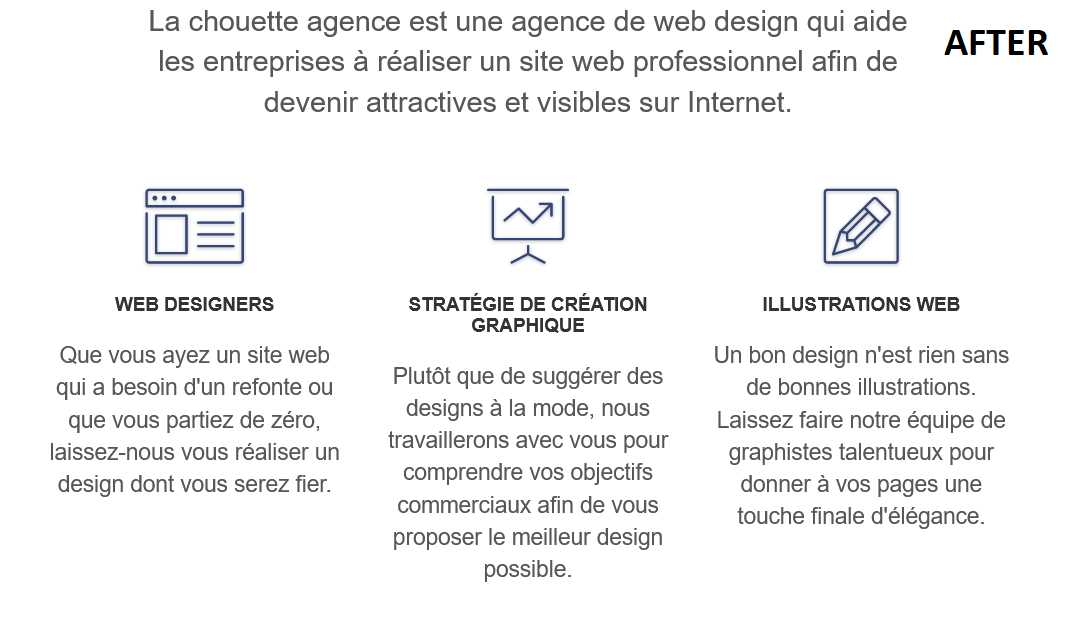 La chouette agence est une agence de web design qui aide
les entreprises à réaliser un site web professionnel afin de
devenir attractives et visibles sur Internet.
AFTER
WEB DESIGNERS
Que vous ayez un site web
qui a besoin d'un refonte ou
que vous partiez de zéro,
laissez-nous vous réaliser un
design dont vous serez fier.
STRATÉGIE DE CRÉATION
GRAPHIQUE
Plutôt que de suggérer des
designs à la mode, nous
travaillerons avec vous pour
comprendre vos objectifs
commerciaux afin de vous
proposer le meilleur design
possible.
ILLUSTRATIONS WEB
Un bon design n'est rien sans
de bonnes illustrations.
Laissez faire notre équipe de
graphistes talentueux pour
donner à vos pages une
touche finale d'élégance.